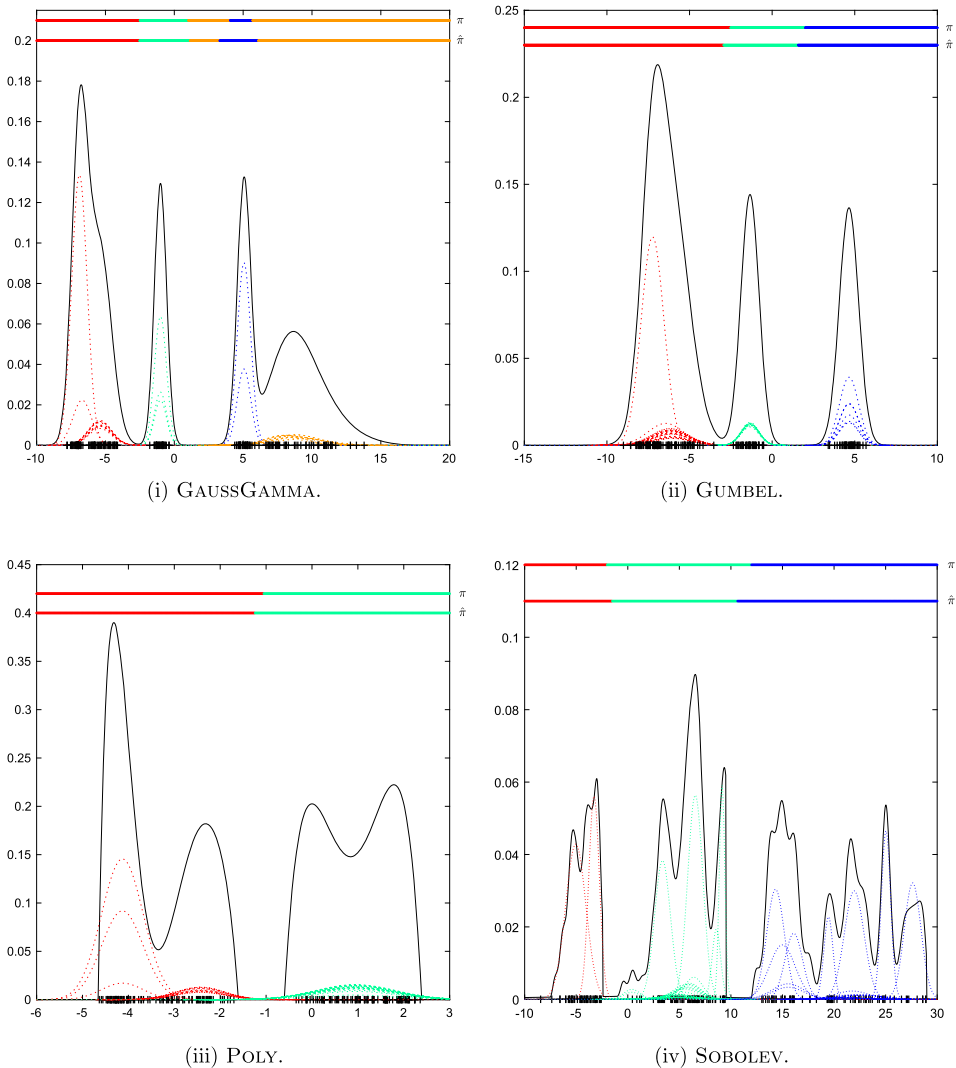 π
π̂
0.2
0.18
0.16
0.14
0.12
0.1
0.08
0.06
0.04
0.02
0
-10 -5 0 5 10 15 20
(i) GaussGamma.
0.25
π
π̂
0.2
0.15
0.1
0.05
0
-15 -10 -5 0 5 10
(ii) Gumbel.
0.45
π
0.4 π̂
0.35
0.3
0.25
0.2
0.15
0.1
0.05
0
-6 -5 -4 -3 -2 -1 0 1 2 3
(iii) Poly.
0.12 π
π̂
0.1
0.08
0.06
0.04
0.02
0
-10 -5 0 5 10 15 20 25 30
(iv) Sobolev.